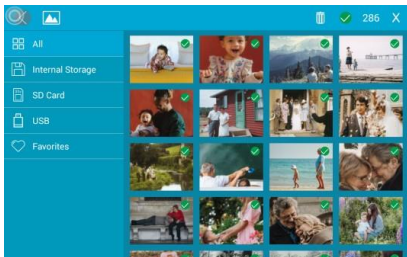 286 X
All
Internal Storage
SD Card
USB
Favorites